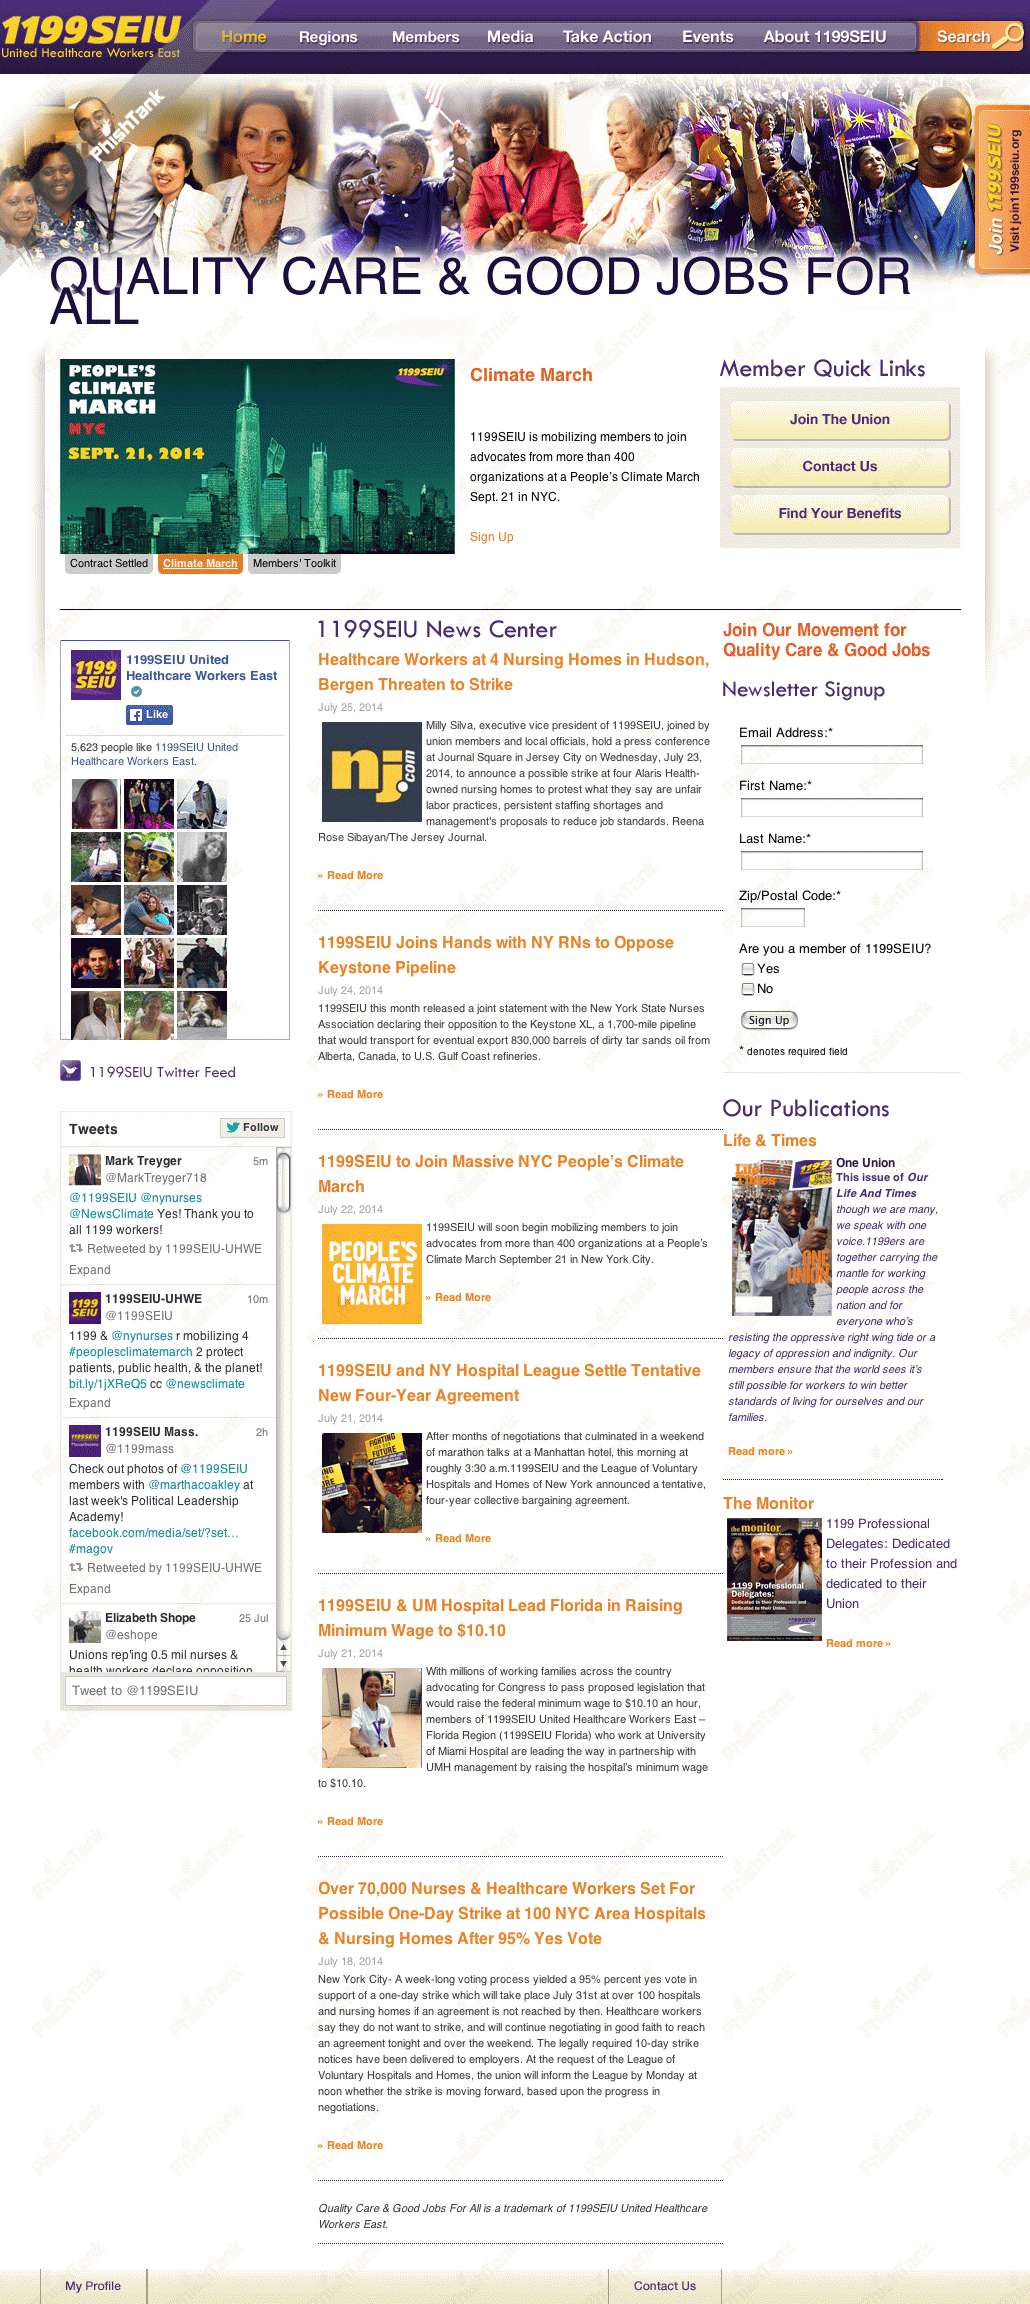 1199SEIU
United Healthcare Workers East
Home
Regions
Members
Media
Take Action
Events
About 1199SEIU
Search
PhishTank
Join 1199SEIU
Visit join1199seiu.org
QUALITY CARE & GOOD JOBS FOR
ALL
PEOPLE'S
CLIMATE
MARCH
NYC
SEPT. 21, 2014
1199SEIU
Contract Settled
Climate March
Members' Toolkit
Climate March
1199SEIU is mobilizing members to join
advocates from more than 400
organizations at a People's Climate March
Sept. 21 in NYC.
Sign Up
Member Quick Links
Join The Union
Contact Us
Find Your Benefits
1199
SEIU
1199SEIU United
Healthcare Workers East
Like
5,623 people like 1199SEIU United
Healthcare Workers East.
1199SEIU Twitter Feed
Tweets
Follow
Mark Treyger
5m
@MarkTreyger718
@1199SEIU @nynurses
@NewsClimate Yes! Thank you to
all 1199 workers!
Retweeted by 1199SEIU-UHWE
Expand
1199
SEIU
1199SEIU-UHWE
10m
@1199SEIU
1199 & @nynurses r mobilizing 4
#peoplesclimatemarch 2 protect
patients, public health, & the planet!
bit.ly/1jXReQ5 cc @newsclimate
Expand
1199SEIU
1199SEIU Mass.
2h
@1199mass
Check out photos of @1199SEIU
members with @marthacoakley at
last week's Political Leadership
Academy!
facebook.com/media/set/?set…
#magov
Retweeted by 1199SEIU-UHWE
Expand
Elizabeth Shope
25 Jul
@eshope
Unions rep'ing 0.5 mil nurses &
health workers declare opposition
Tweet to @1199SEIU
1199SEIU News Center
Healthcare Workers at 4 Nursing Homes in Hudson,
Bergen Threaten to Strike
July 25, 2014
nj.com
Milly Silva, executive vice president of 1199SEIU, joined by
union members and local officials, hold a press conference
at Journal Square in Jersey City on Wednesday, July 23,
2014, to announce a possible strike at four Alaris Health-
owned nursing homes to protest what they say are unfair
labor practices, persistent staffing shortages and
management's proposals to reduce job standards. Reena
Rose Sibayan/The Jersey Journal.
» Read More
1199SEIU Joins Hands with NY RNs to Oppose
Keystone Pipeline
July 24, 2014
1199SEIU this month released a joint statement with the New York State Nurses
Association declaring their opposition to the Keystone XL, a 1,700-mile pipeline
that would transport for eventual export 830,000 barrels of dirty tar sands oil from
Alberta, Canada, to U.S. Gulf Coast refineries.
» Read More
1199SEIU to Join Massive NYC People's Climate
March
July 22, 2014
PEOPLE'S
CLIMATE
MARCH
1199SEIU will soon begin mobilizing members to join
advocates from more than 400 organizations at a People's
Climate March September 21 in New York City.
» Read More
1199SEIU and NY Hospital League Settle Tentative
New Four-Year Agreement
July 21, 2014
After months of negotiations that culminated in a weekend
of marathon talks at a Manhattan hotel, this morning at
roughly 3:30 a.m.1199SEIU and the League of Voluntary
Hospitals and Homes of New York announced a tentative,
four-year collective bargaining agreement.
» Read More
1199SEIU & UM Hospital Lead Florida in Raising
Minimum Wage to $10.10
July 21, 2014
With millions of working families across the country
advocating for Congress to pass proposed legislation that
would raise the federal minimum wage to $10.10 an hour,
members of 1199SEIU United Healthcare Workers East –
Florida Region (1199SEIU Florida) who work at University
of Miami Hospital are leading the way in partnership with
UMH management by raising the hospital's minimum wage
to $10.10.
» Read More
Over 70,000 Nurses & Healthcare Workers Set For
Possible One-Day Strike at 100 NYC Area Hospitals
& Nursing Homes After 95% Yes Vote
July 18, 2014
New York City- A week-long voting process yielded a 95% percent yes vote in
support of a one-day strike which will take place July 31st at over 100 hospitals
and nursing homes if an agreement is not reached by then. Healthcare workers
say they do not want to strike, and will continue negotiating in good faith to reach
an agreement tonight and over the weekend. The legally required 10-day strike
notices have been delivered to employers. At the request of the League of
Voluntary Hospitals and Homes, the union will inform the League by Monday at
noon whether the strike is moving forward, based upon the progress in
negotiations.
» Read More
Quality Care & Good Jobs For All is a trademark of 1199SEIU United Healthcare
Workers East.
Join Our Movement for
Quality Care & Good Jobs
Newsletter Signup
Email Address:*
First Name:*
Last Name:*
Zip/Postal Code:*
Are you a member of 1199SEIU?
Yes
No
Sign Up
* denotes required field
Our Publications
Life & Times
Life
Times
1199
ONE
UNION
One Union
This issue of Our
Life And Times
though we are many,
we speak with one
voice.1199ers are
together carrying the
mantle for working
people across the
nation and for
everyone who's
resisting the oppressive right wing tide or a
legacy of oppression and indignity. Our
members ensure that the world sees it's
still possible for workers to win better
standards of living for ourselves and our
families.
Read more »
The Monitor
the monitor
1199 Professional
Delegates:
Dedicated to their Profession and
dedicated to their Union.
1199SEIU
1199 Professional
Delegates: Dedicated
to their Profession and
dedicated to their
Union
Read more »
My Profile
Contact Us